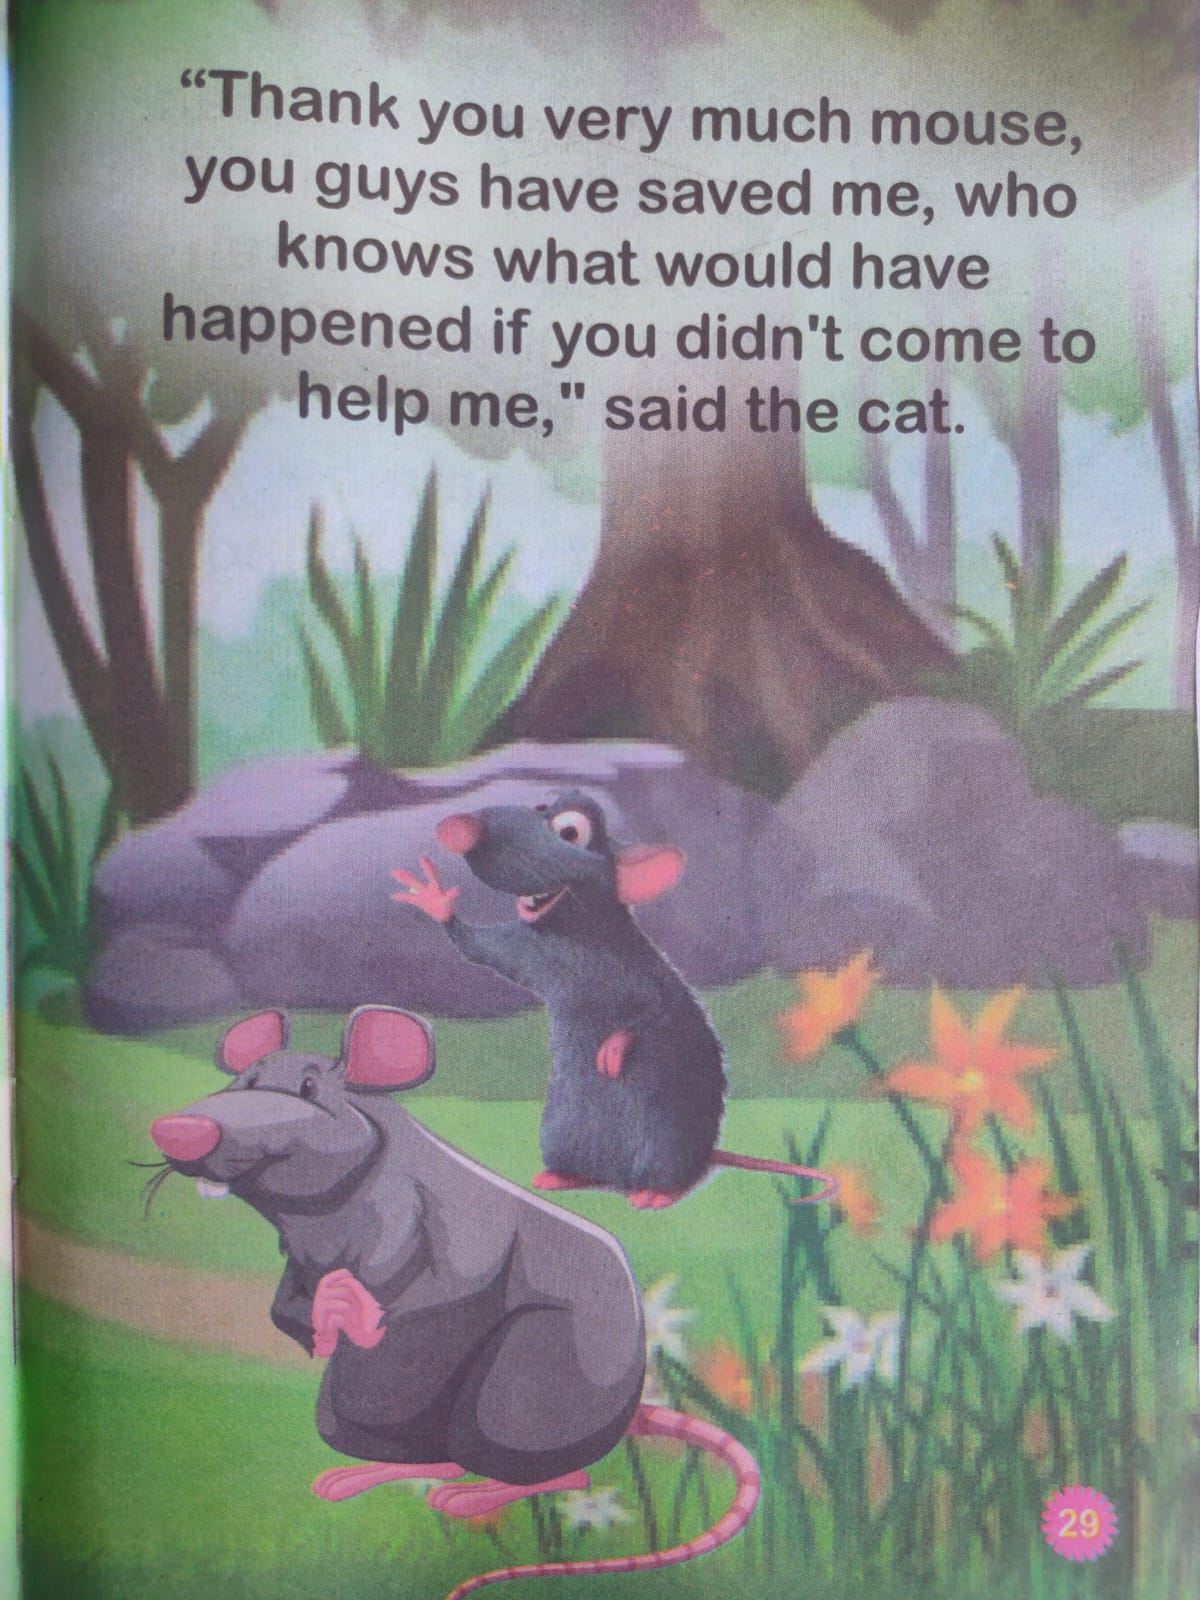 “Thank you very much mouse,
you guys have saved me, who
knows what would have
happened if you didn't come to
help me," said the cat.
29